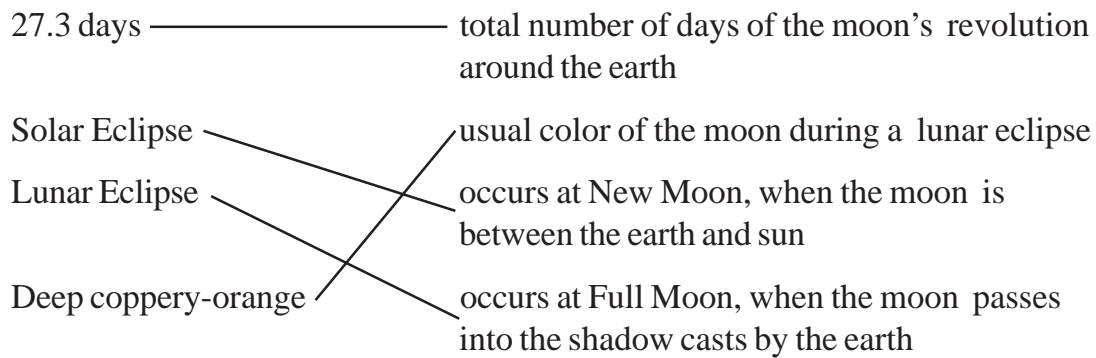 27.3 days total number of days of the moon's revolution
around the earth
Solar Eclipse usual color of the moon during a lunar eclipse
Lunar Eclipse occurs at New Moon, when the moon is
between the earth and sun
Deep coppery-orange occurs at Full Moon, when the moon passes
into the shadow casts by the earth